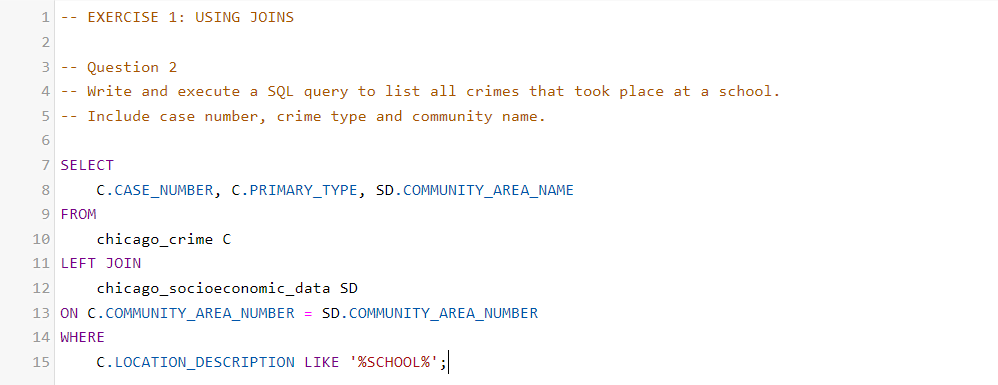 1 -- EXERCISE 1: USING JOINS
2
3 -- Question 2
4 -- Write and execute a SQL query to list all crimes that took place at a school.
5 -- Include case number, crime type and community name.
6
7 SELECT
8     C.CASE_NUMBER, C.PRIMARY_TYPE, SD.COMMUNITY_AREA_NAME
9 FROM
10     chicago_crime C
11 LEFT JOIN
12     chicago_socioeconomic_data SD
13 ON C.COMMUNITY_AREA_NUMBER = SD.COMMUNITY_AREA_NUMBER
14 WHERE
15     C.LOCATION_DESCRIPTION LIKE '%SCHOOL%';